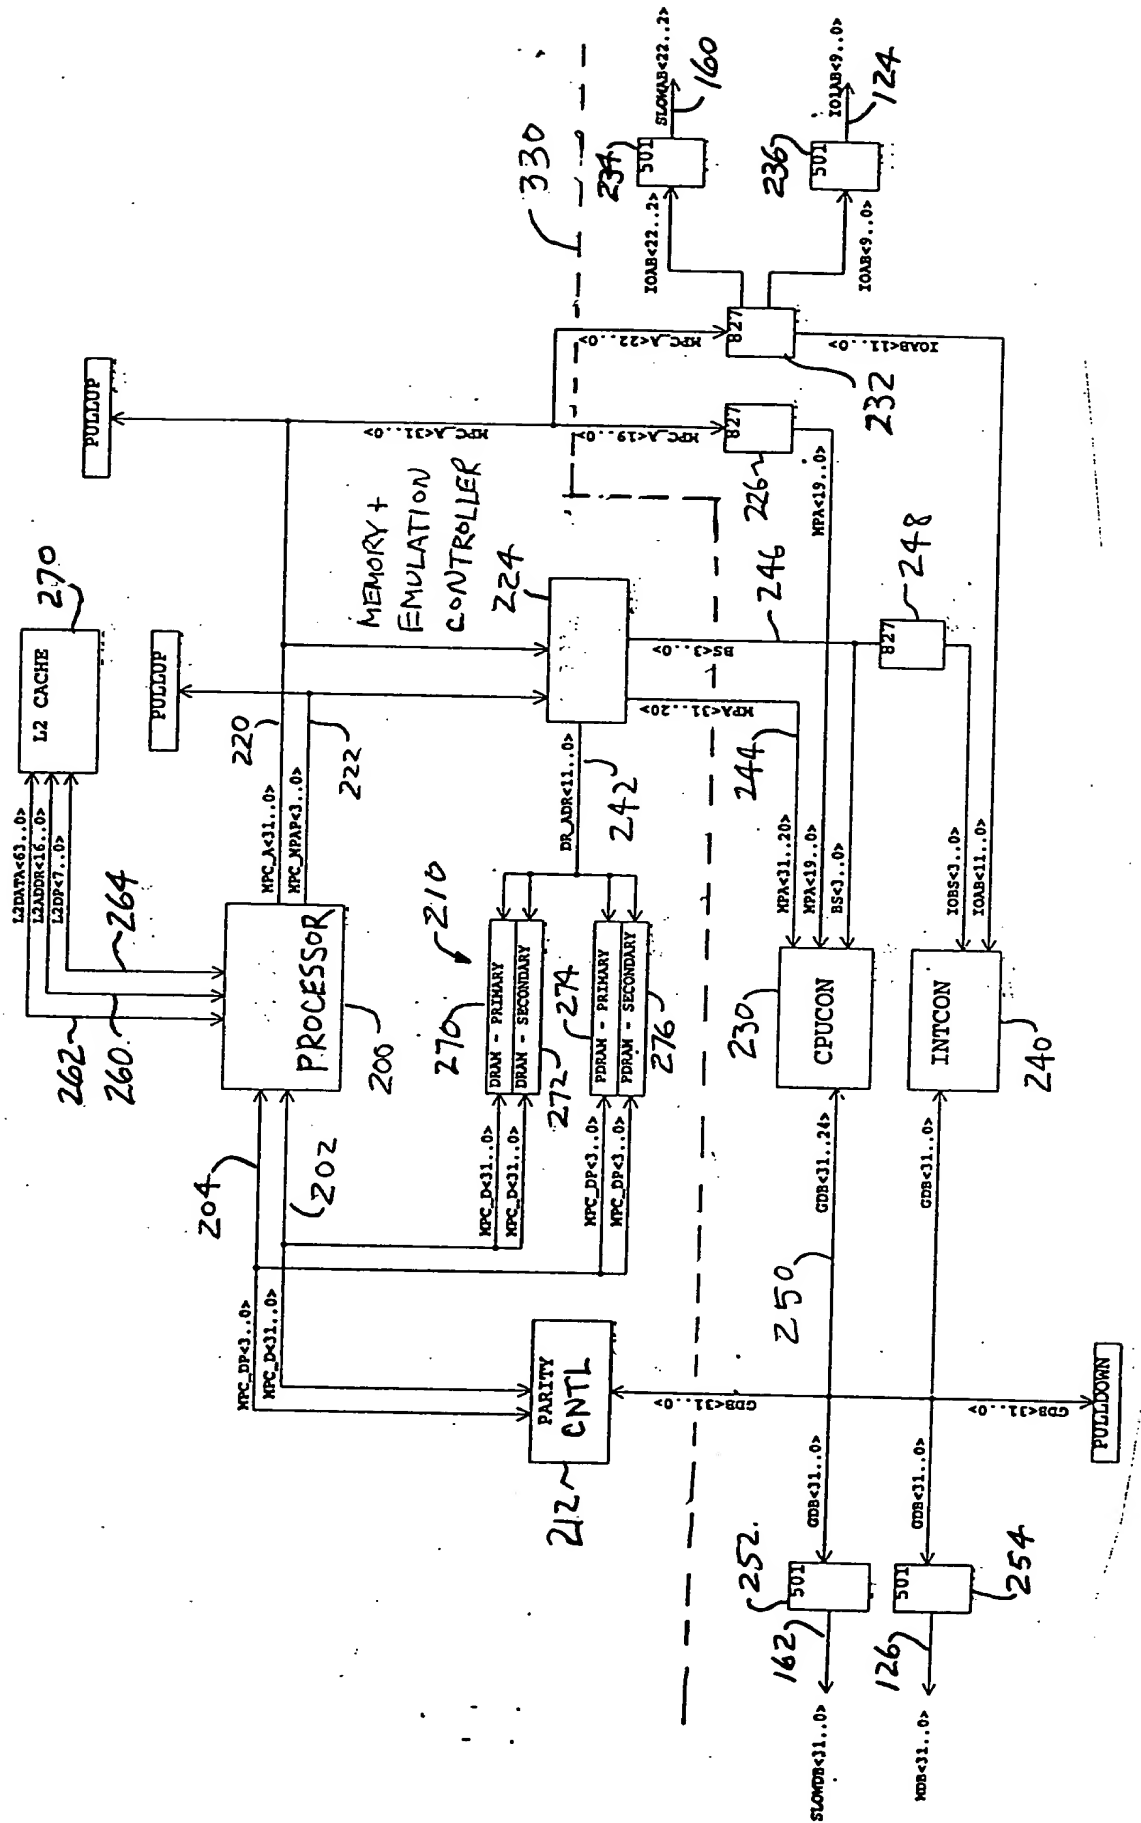 L2 CACHE
270
PULLUP
PULLUP
L2DATA<63..0>
L2ADDR<16..0>
L2DP<7..0>
262
260
264
PROCESSOR
200
204
202
220
222
MPC_A<31..0>
MPC_MPAP<3..0>
MPC_A<31..0>
MPC_DP<3..0>
MPC_D<31..0>
MEMORY +
EMULATION
CONTROLLER
224
210
270
DRAM - PRIMARY
DRAM - SECONDARY
272
274
PDRAM - PRIMARY
PDRAM - SECONDARY
276
MPC_D<31..0>
MPC_D<31..0>
MPC_DP<3..0>
MPC_DP<3..0>
DR_ADR<11..0>
242
PARITY
CNTL
212
330
MPC_A<19..0>
MPC_A<22..0>
MPA<31..20>
BS<3..0>
244
246
827
226
827
232
IOAB<22..2>
IOAB<9..0>
IOAB<11..0>
234
501
SLOWAB<22..2>
160
236
501
IO1AB<9..0>
124
MPA<19..0>
827
248
MPA<31..20>
MPA<19..0>
BS<3..0>
230
CPUCON
IOBS<3..0>
IOAB<11..0>
INTCON
240
GDB<31..24>
250
GDB<31..0>
GDB<31..0>
GDB<31..0>
PULLDOWN
GDB<31..0>
GDB<31..0>
501
252
162
SLOWDB<31..0>
501
254
126
MDB<31..0>